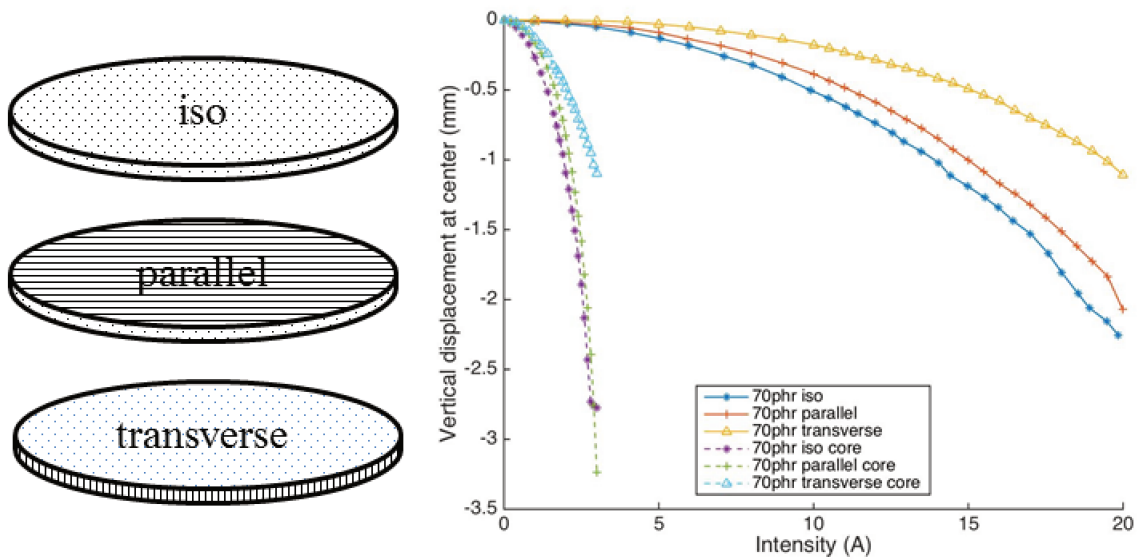 iso
parallel
transverse
Vertical displacement at center (mm)
0
-0.5
-1
-1.5
-2
-2.5
-3
-3.5
70phr iso
70phr parallel
70phr transverse
70phr iso core
70phr parallel core
70phr transverse core
0 5 10 15 20
Intensity (A)